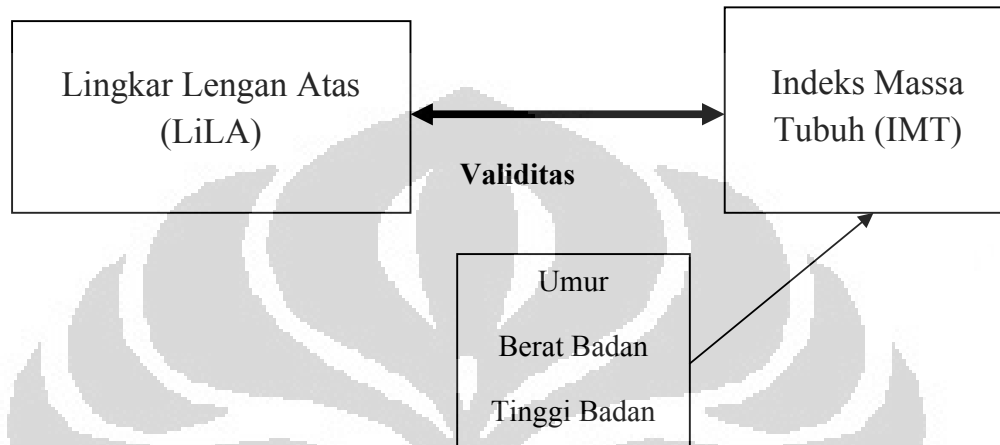 Lingkar Lengan Atas
(LiLA)
Indeks Massa
Tubuh (IMT)
Validitas
Umur
Berat Badan
Tinggi Badan